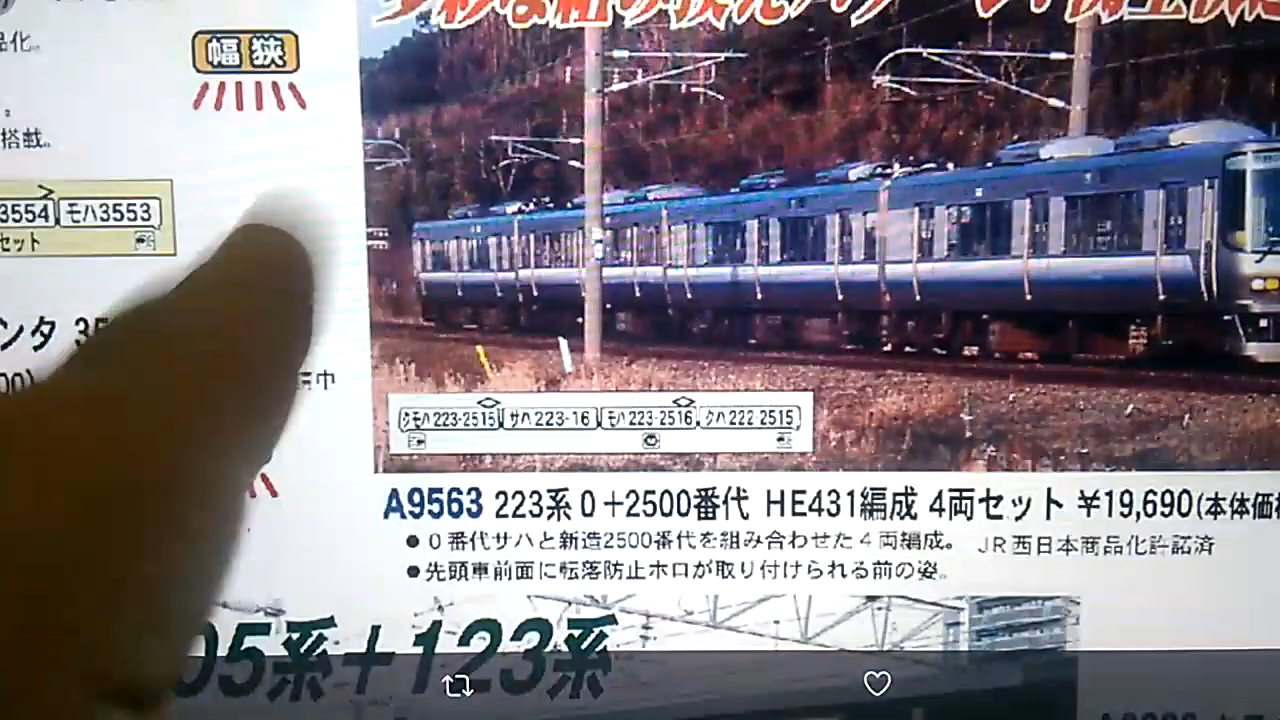 品化。
幅狭
搭載。
3554 モハ3553
セット
ンタ 35
00)
中
クモハ223-2515 サハ223-16 モハ223-2516 クハ222-2515
A9563 223系0+2500番代 HE431編成 4両セット ¥19,690(本体価格
●0番代サハと新造2500番代を組み合わせた4両編成。 JR西日本商品化許諾済
●先頭車前面に転落防止ホロが取り付けられる前の姿。
05系+123系